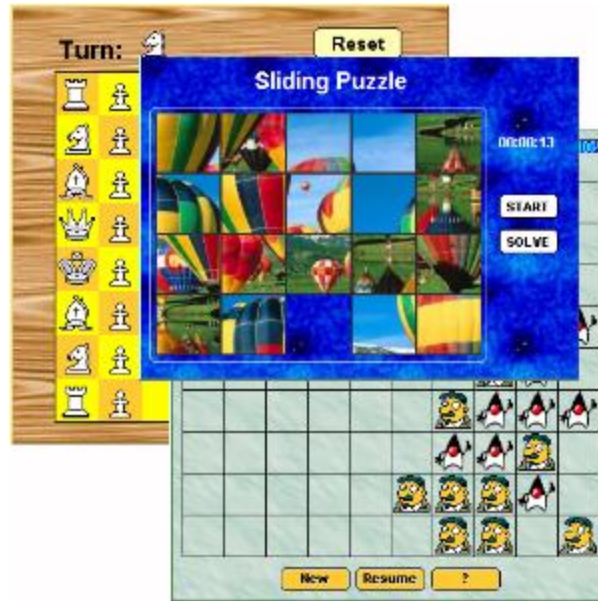 Turn:
Reset
Sliding Puzzle
00:00:13
START
SOLVE
New
Resume
?